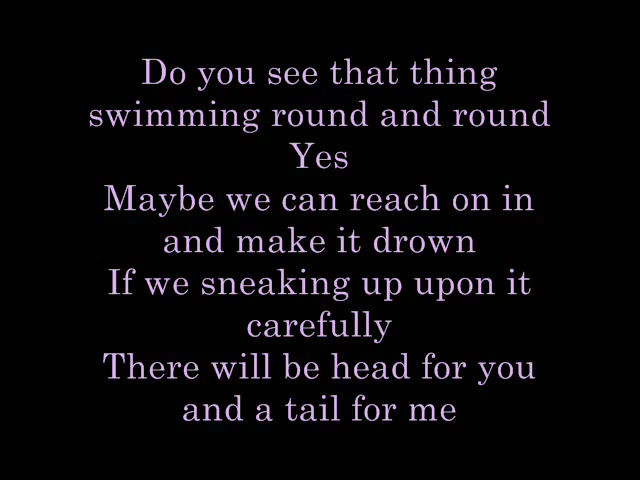 Do you see that thing
swimming round and round
Yes
Maybe we can reach on in
and make it drown
If we sneaking up upon it
carefully
There will be head for you
and a tail for me